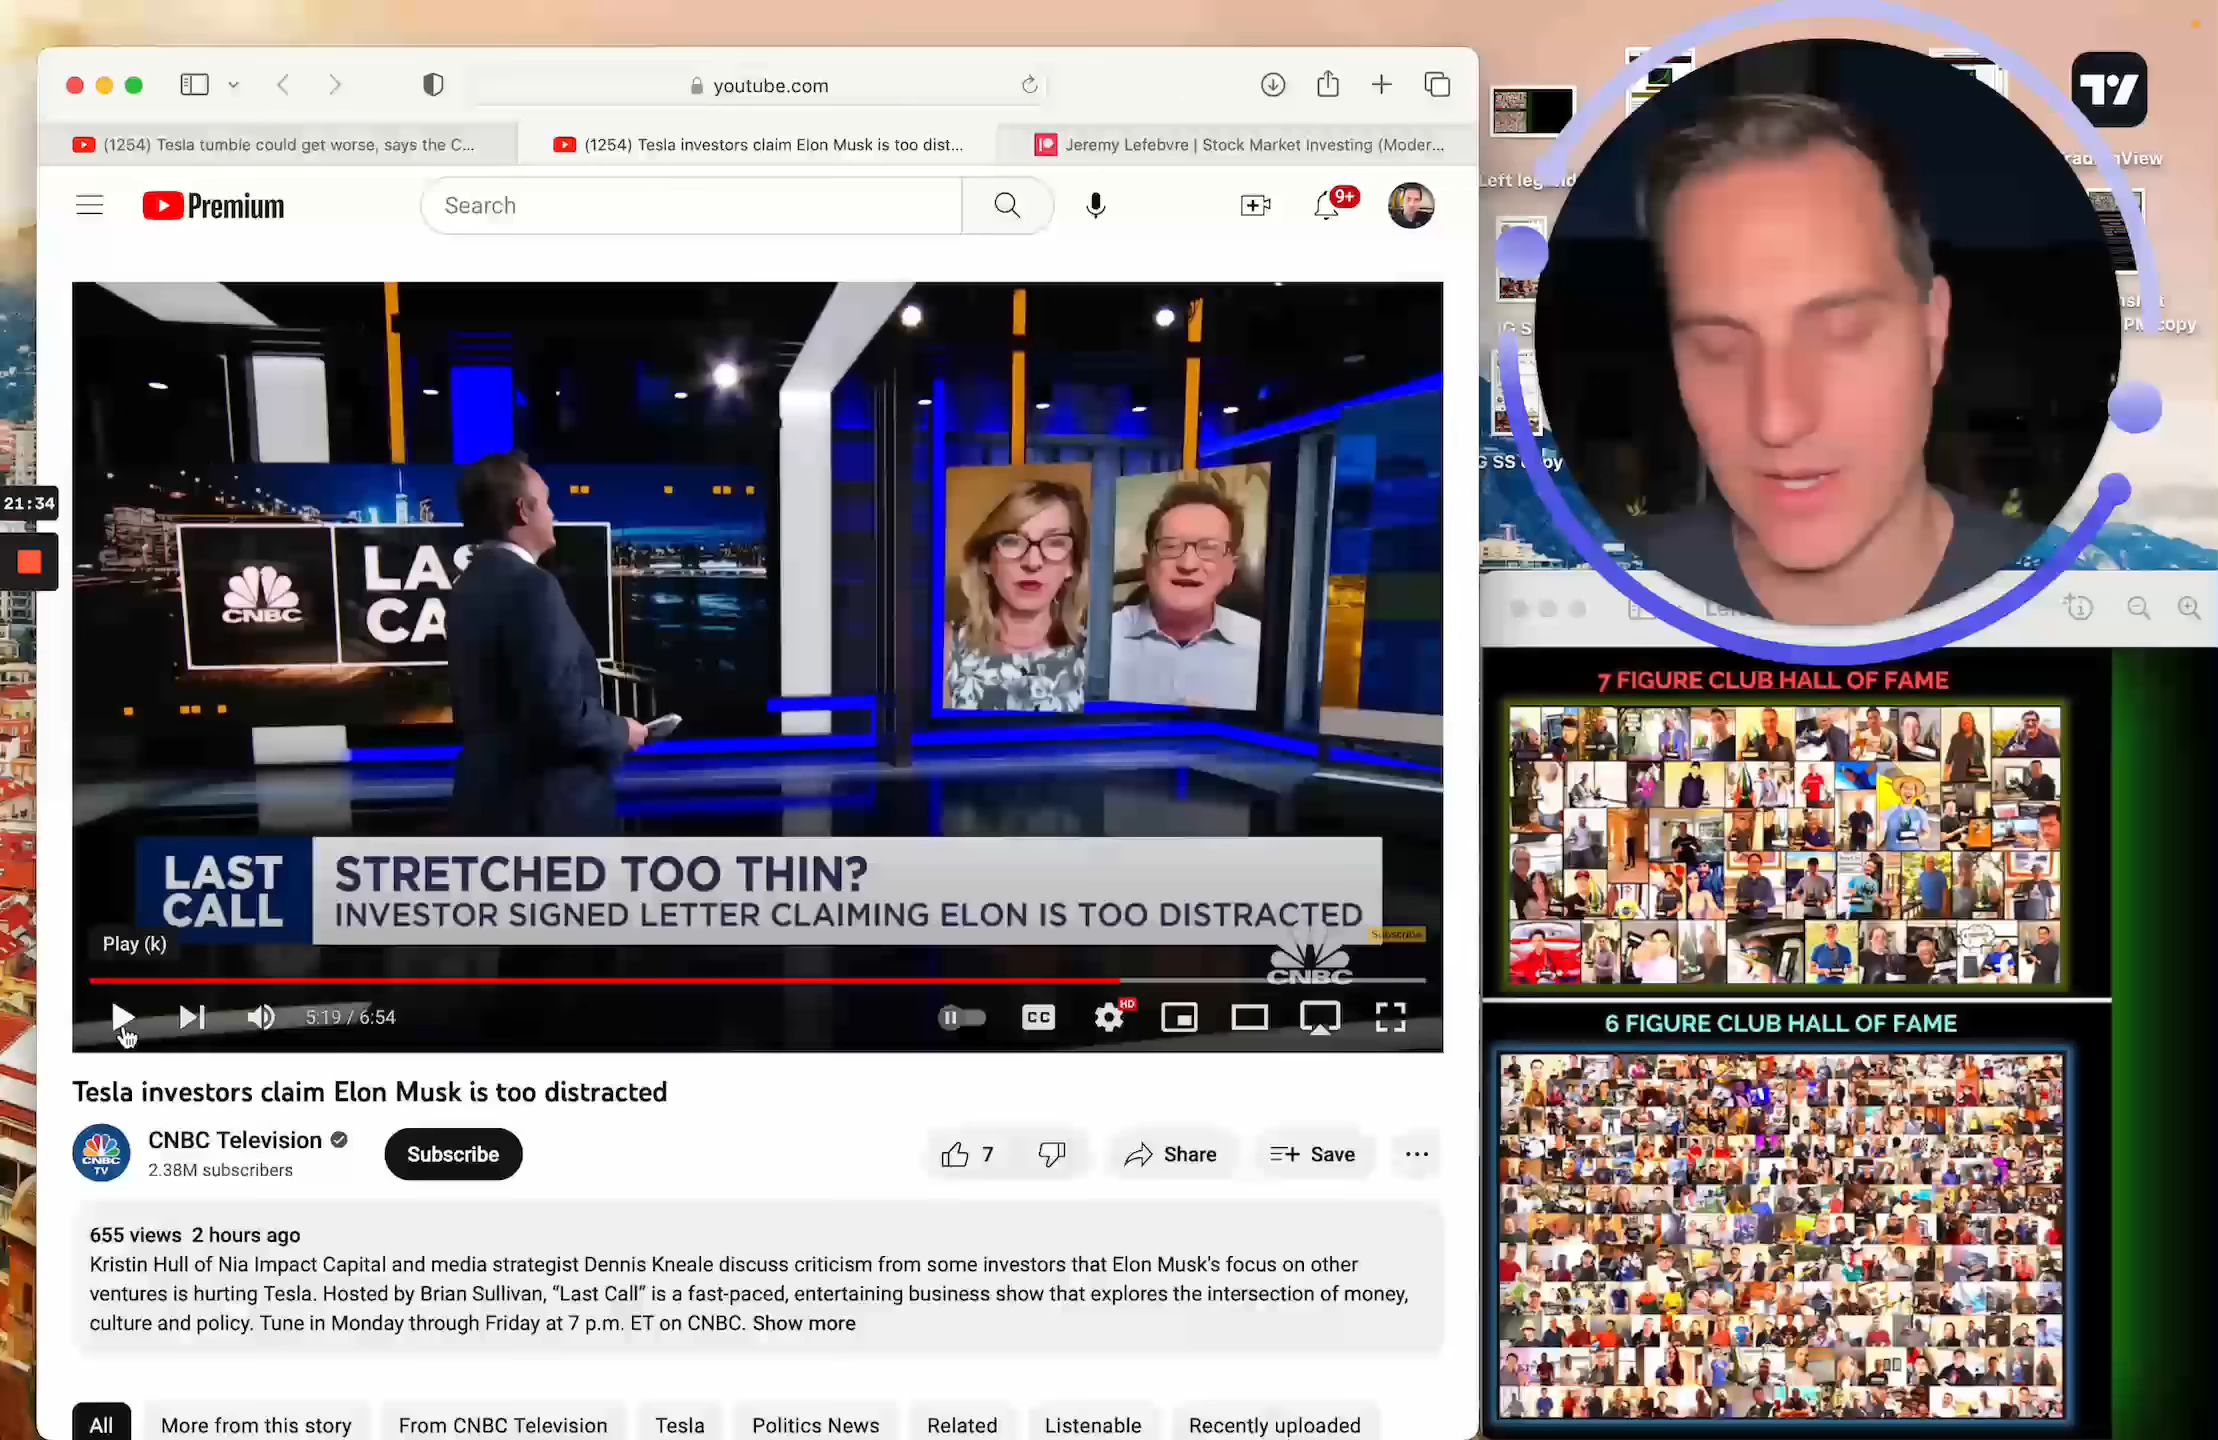 youtube.com
(1254) Tesla tumble could get worse, says the C...
(1254) Tesla investors claim Elon Musk is too dist...
Jeremy Lefebvre | Stock Market Investing (Moder...
Premium
Search
9+
CNBC
LAST CALL
STRETCHED TOO THIN?
INVESTOR SIGNED LETTER CLAIMING ELON IS TOO DISTRACTED
Subscribe
CNBC
Play (k)
5:19 / 6:54
CC
HD
21:34
Tesla investors claim Elon Musk is too distracted
CNBC TV
CNBC Television
2.38M subscribers
Subscribe
7
Share
Save
655 views 2 hours ago
Kristin Hull of Nia Impact Capital and media strategist Dennis Kneale discuss criticism from some investors that Elon Musk's focus on other
ventures is hurting Tesla. Hosted by Brian Sullivan, “Last Call” is a fast-paced, entertaining business show that explores the intersection of money,
culture and policy. Tune in Monday through Friday at 7 p.m. ET on CNBC. Show more
All
More from this story
From CNBC Television
Tesla
Politics News
Related
Listenable
Recently uploaded
7 FIGURE CLUB HALL OF FAME
6 FIGURE CLUB HALL OF FAME